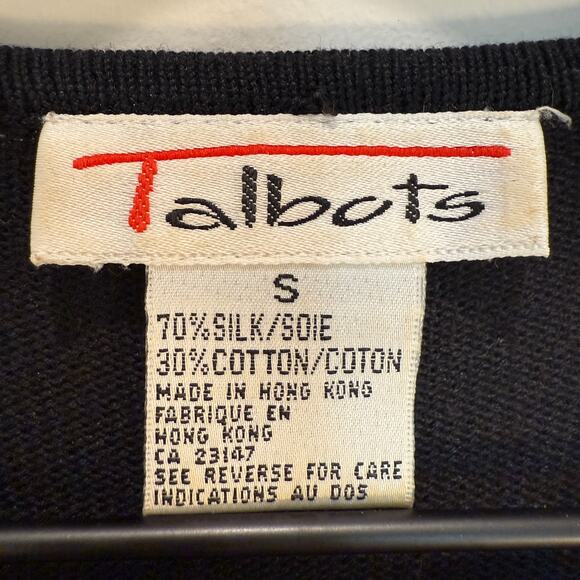 Talbots
S
70%SILK/SOIE
30%COTTON/COTON
MADE IN HONG KONG
FABRIQUE EN
HONG KONG
CA 23147
SEE REVERSE FOR CARE
INDICATIONS AU DOS